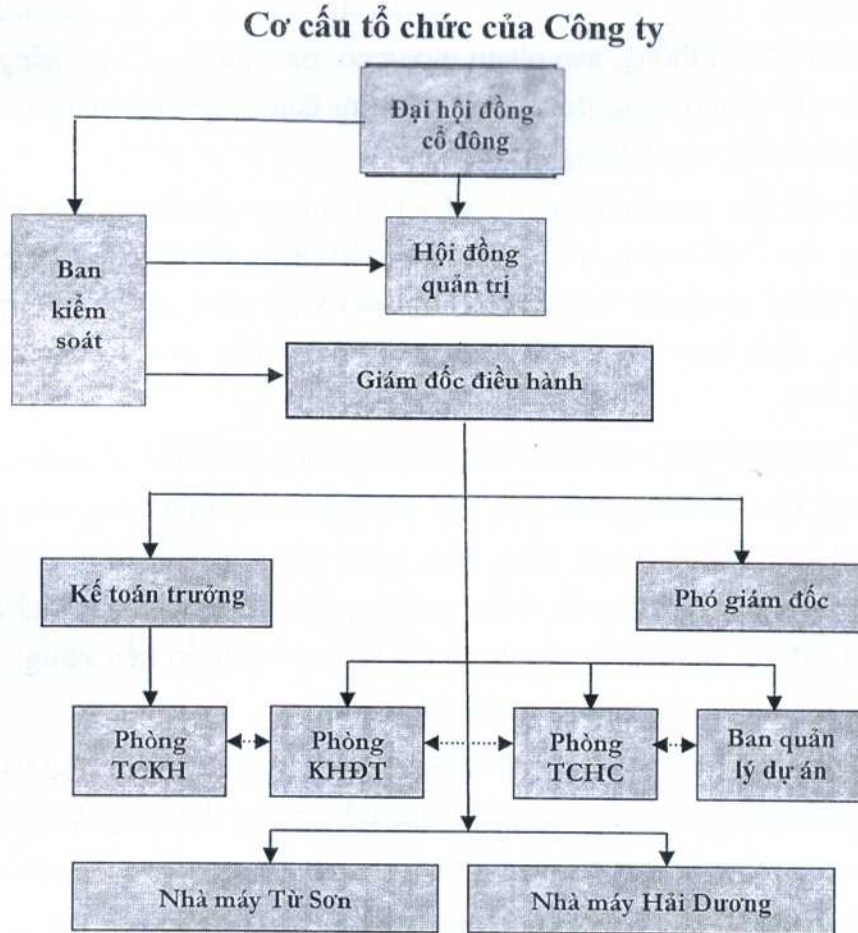 Cơ cấu tổ chức của Công ty
Đại hội đồng
cổ đông
Ban
kiểm
soát
Hội đồng
quản trị
Giám đốc điều hành
Kế toán trưởng
Phó giám đốc
Phòng
TCKH
Phòng
KHĐT
Phòng
TCHC
Ban quản
lý dự án
Nhà máy Từ Sơn
Nhà máy Hải Dương